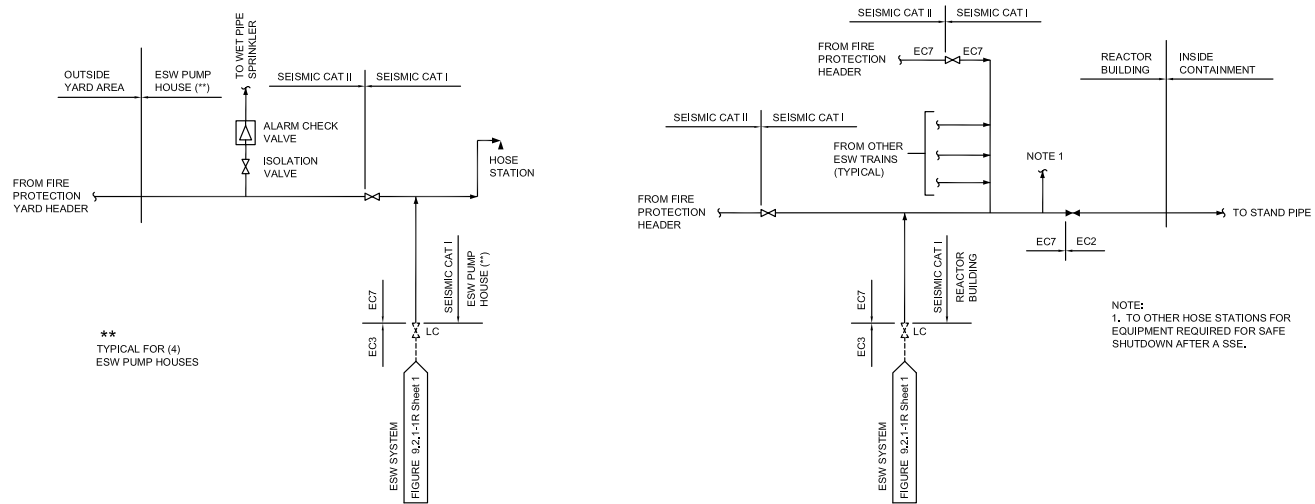 TO WET PIPE
SPRINKLER
OUTSIDE
YARD AREA
ESW PUMP
HOUSE (**)
SEISMIC CAT II
SEISMIC CAT I
ALARM CHECK
VALVE
ISOLATION
VALVE
HOSE
STATION
FROM FIRE
PROTECTION
YARD HEADER
SEISMIC CAT I
ESW PUMP
HOUSE (**)
EC7
EC3
LC
**
TYPICAL FOR (4)
ESW PUMP HOUSES
ESW SYSTEM
FIGURE 9.2.1-1R Sheet 1
SEISMIC CAT II
SEISMIC CAT I
FROM FIRE
PROTECTION
HEADER
EC7
EC7
REACTOR
BUILDING
INSIDE
CONTAINMENT
SEISMIC CAT II
SEISMIC CAT I
FROM OTHER
ESW TRAINS
(TYPICAL)
NOTE 1
FROM FIRE
PROTECTION
HEADER
TO STAND PIPE
EC7
EC2
SEISMIC CAT I
REACTOR
BUILDING
EC7
EC3
LC
NOTE:
1. TO OTHER HOSE STATIONS FOR
EQUIPMENT REQUIRED FOR SAFE
SHUTDOWN AFTER A SSE.
ESW SYSTEM
FIGURE 9.2.1-1R Sheet 1